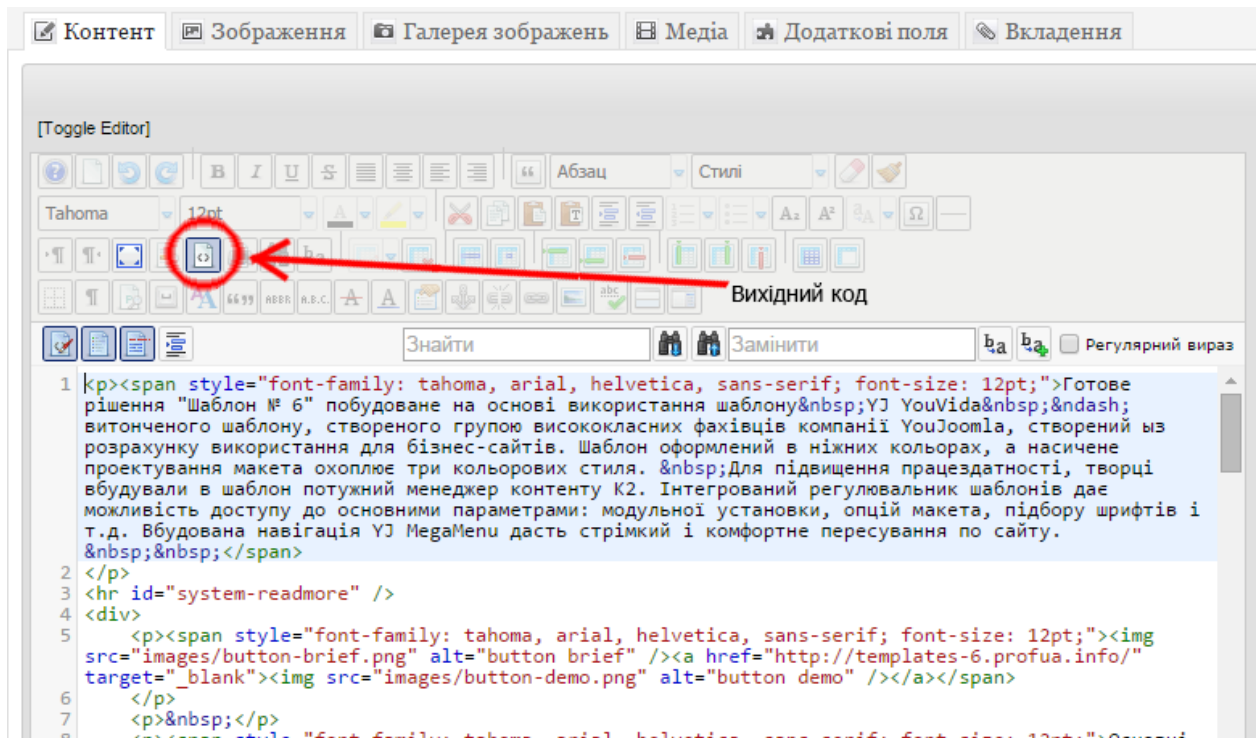 Контент Зображення Галерея зображень Медіа Додаткові поля Вкладення
[Toggle Editor]
B I U S Абзац Стилі
Tahoma 12pt A A₂ A² Ω
Вихідний код
66 99 ABBR A.B.C. A A abc
Знайти Замінити Регулярний вираз
1 <p><span style="font-family: tahoma, arial, helvetica, sans-serif; font-size: 12pt;">Готове
рішення "Шаблон № 6" побудоване на основі використання шаблону&nbsp;YJ YouVida&nbsp;&ndash;
витонченого шаблону, створеного групою висококласних фахівців компанії YouJoomla, створений ыз
розрахунку використання для бізнес-сайтів. Шаблон оформлений в ніжних кольорах, а насичене
проектування макета охоплює три кольорових стиля. &nbsp;Для підвищення працездатності, творці
вбудували в шаблон потужний менеджер контенту К2. Інтегрований регулювальник шаблонів дає
можливість доступу до основними параметрами: модульної установки, опцій макета, підбору шрифтів і
т.д. Вбудована навігація YJ MegaMenu дасть стрімкий і комфортне пересування по сайту.
&nbsp;&nbsp;</span>
2 </p>
3 <hr id="system-readmore" />
4 <div>
5 <p><span style="font-family: tahoma, arial, helvetica, sans-serif; font-size: 12pt;"><img
src="images/button-brief.png" alt="button brief" /><a href="http://templates-6.profua.info/"
target="_blank"><img src="images/button-demo.png" alt="button demo" /></a></span>
6 </p>
7 <p>&nbsp;</p>